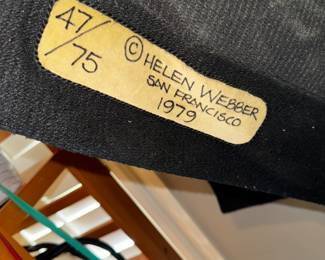 47/75
© HELEN WEBBER
SAN FRANCISCO
1979